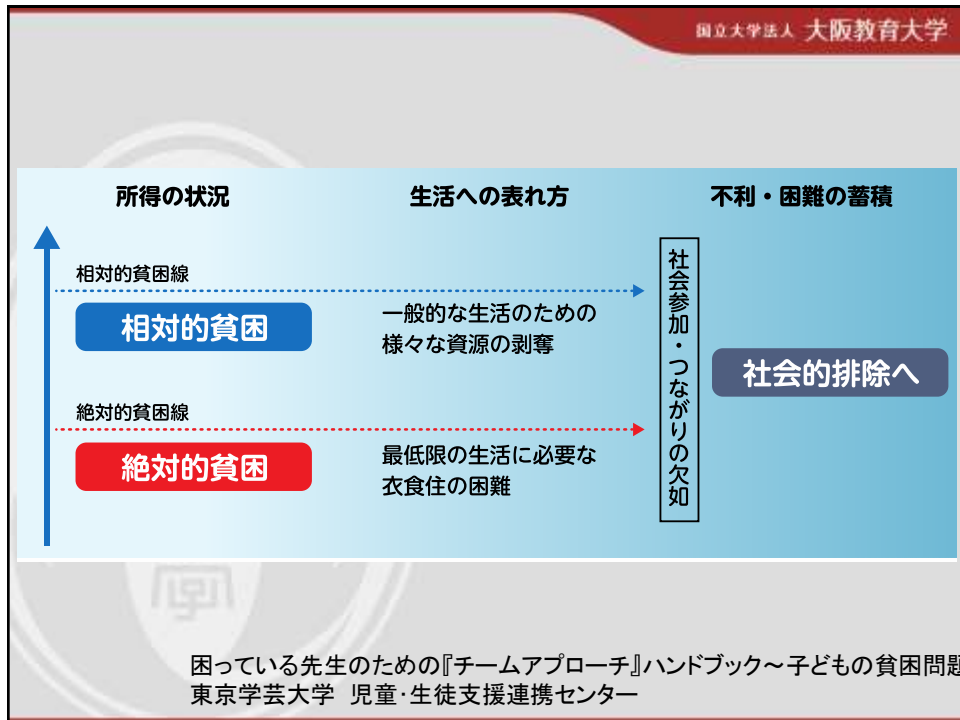 国立大学法人 大阪教育大学
所得の状況
生活への表れ方
不利・困難の蓄積
相対的貧困線
相対的貧困
一般的な生活のための
様々な資源の剥奪
絶対的貧困線
絶対的貧困
最低限の生活に必要な
衣食住の困難
社会参加・つながりの欠如
社会的排除へ
困っている先生のための『チームアプローチ』ハンドブック～子どもの貧困問題
東京学芸大学 児童・生徒支援連携センター